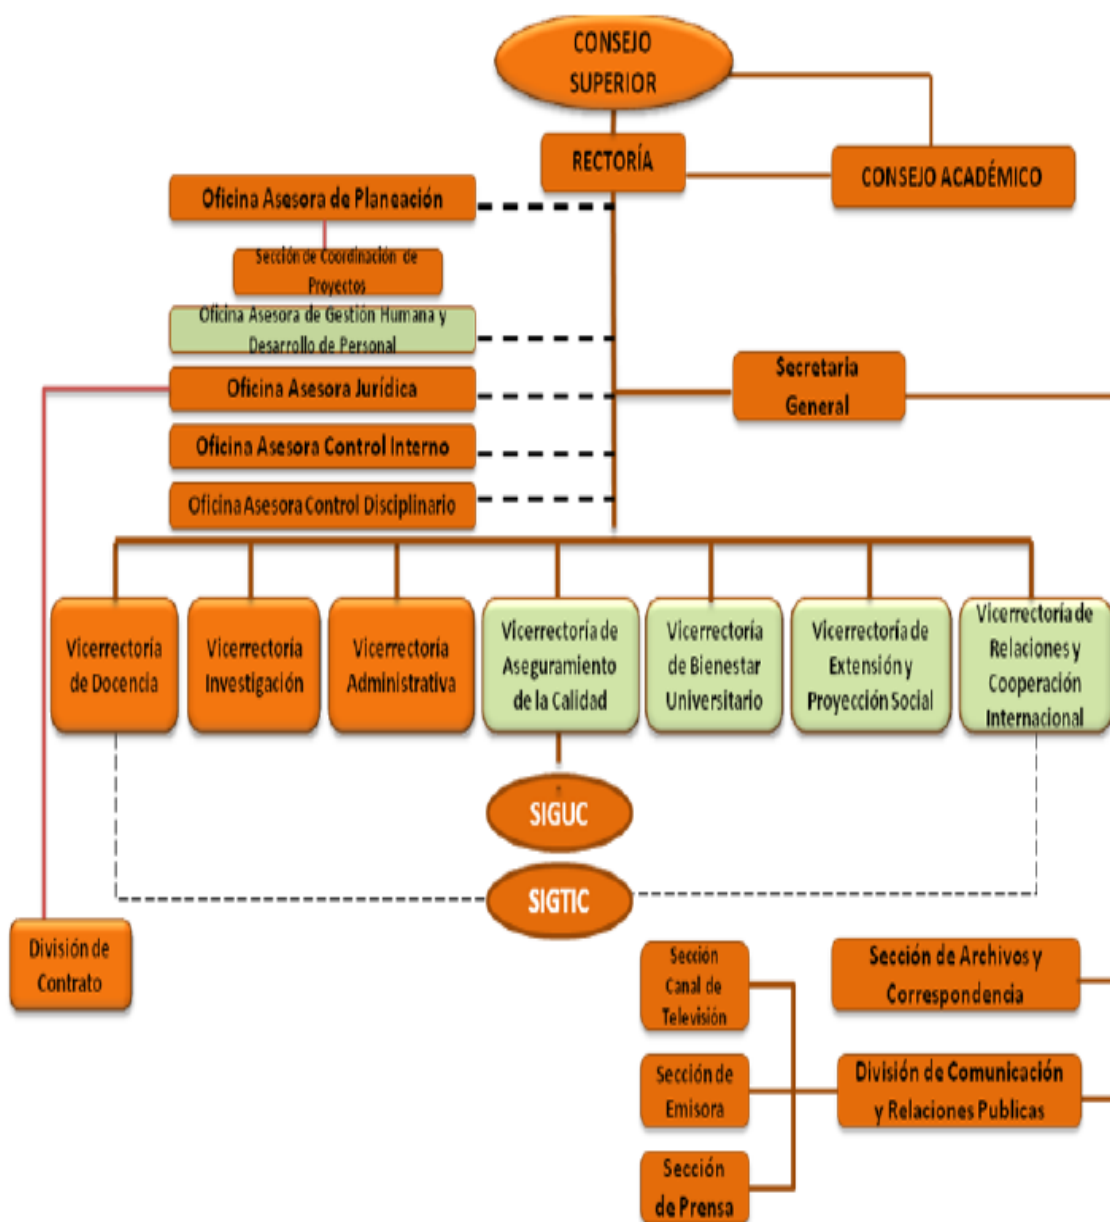 CONSEJO
SUPERIOR
RECTORÍA
CONSEJO ACADÉMICO
Oficina Asesora de Planeación
Sección de Coordinación de
Proyectos
Oficina Asesora de Gestión Humana y
Desarrollo de Personal
Oficina Asesora Jurídica
Secretaria
General
Oficina Asesora Control Interno
Oficina Asesora Control Disciplinario
Vicerrectoría
de Docencia
Vicerrectoría
Investigación
Vicerrectoría
Administrativa
Vicerrectoría de
Aseguramiento
de la Calidad
Vicerrectoría
de Bienestar
Universitario
Vicerrectoría de
Extensión y
Proyección Social
Vicerrectoría de
Relaciones y
Cooperación
Internacional
SIGUC
SIGTIC
División de
Contrato
Sección
Canal de
Televisión
Sección de Archivos y
Correspondencia
Sección de
Emisora
División de Comunicación
y Relaciones Publicas
Sección
de Prensa